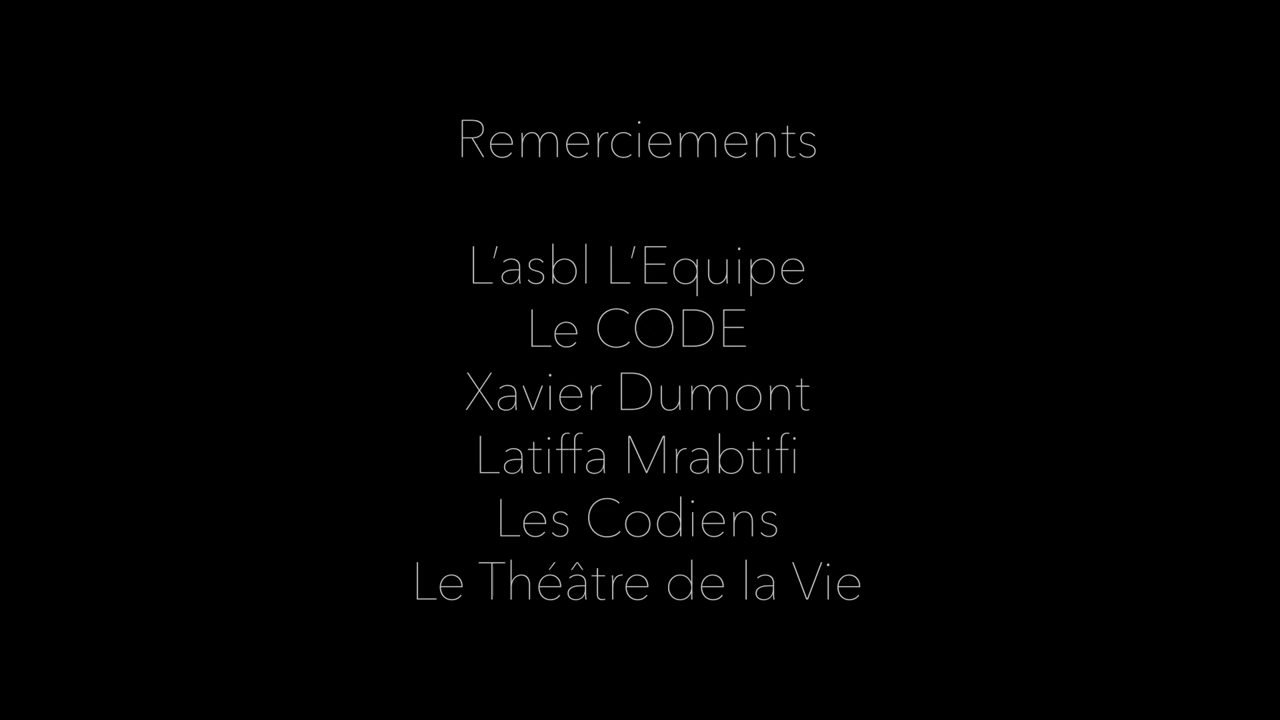 Remerciements
L’asbl L’Equipe
Le CODE
Xavier Dumont
Latiffa Mrabtifi
Les Codiens
Le Théâtre de la Vie